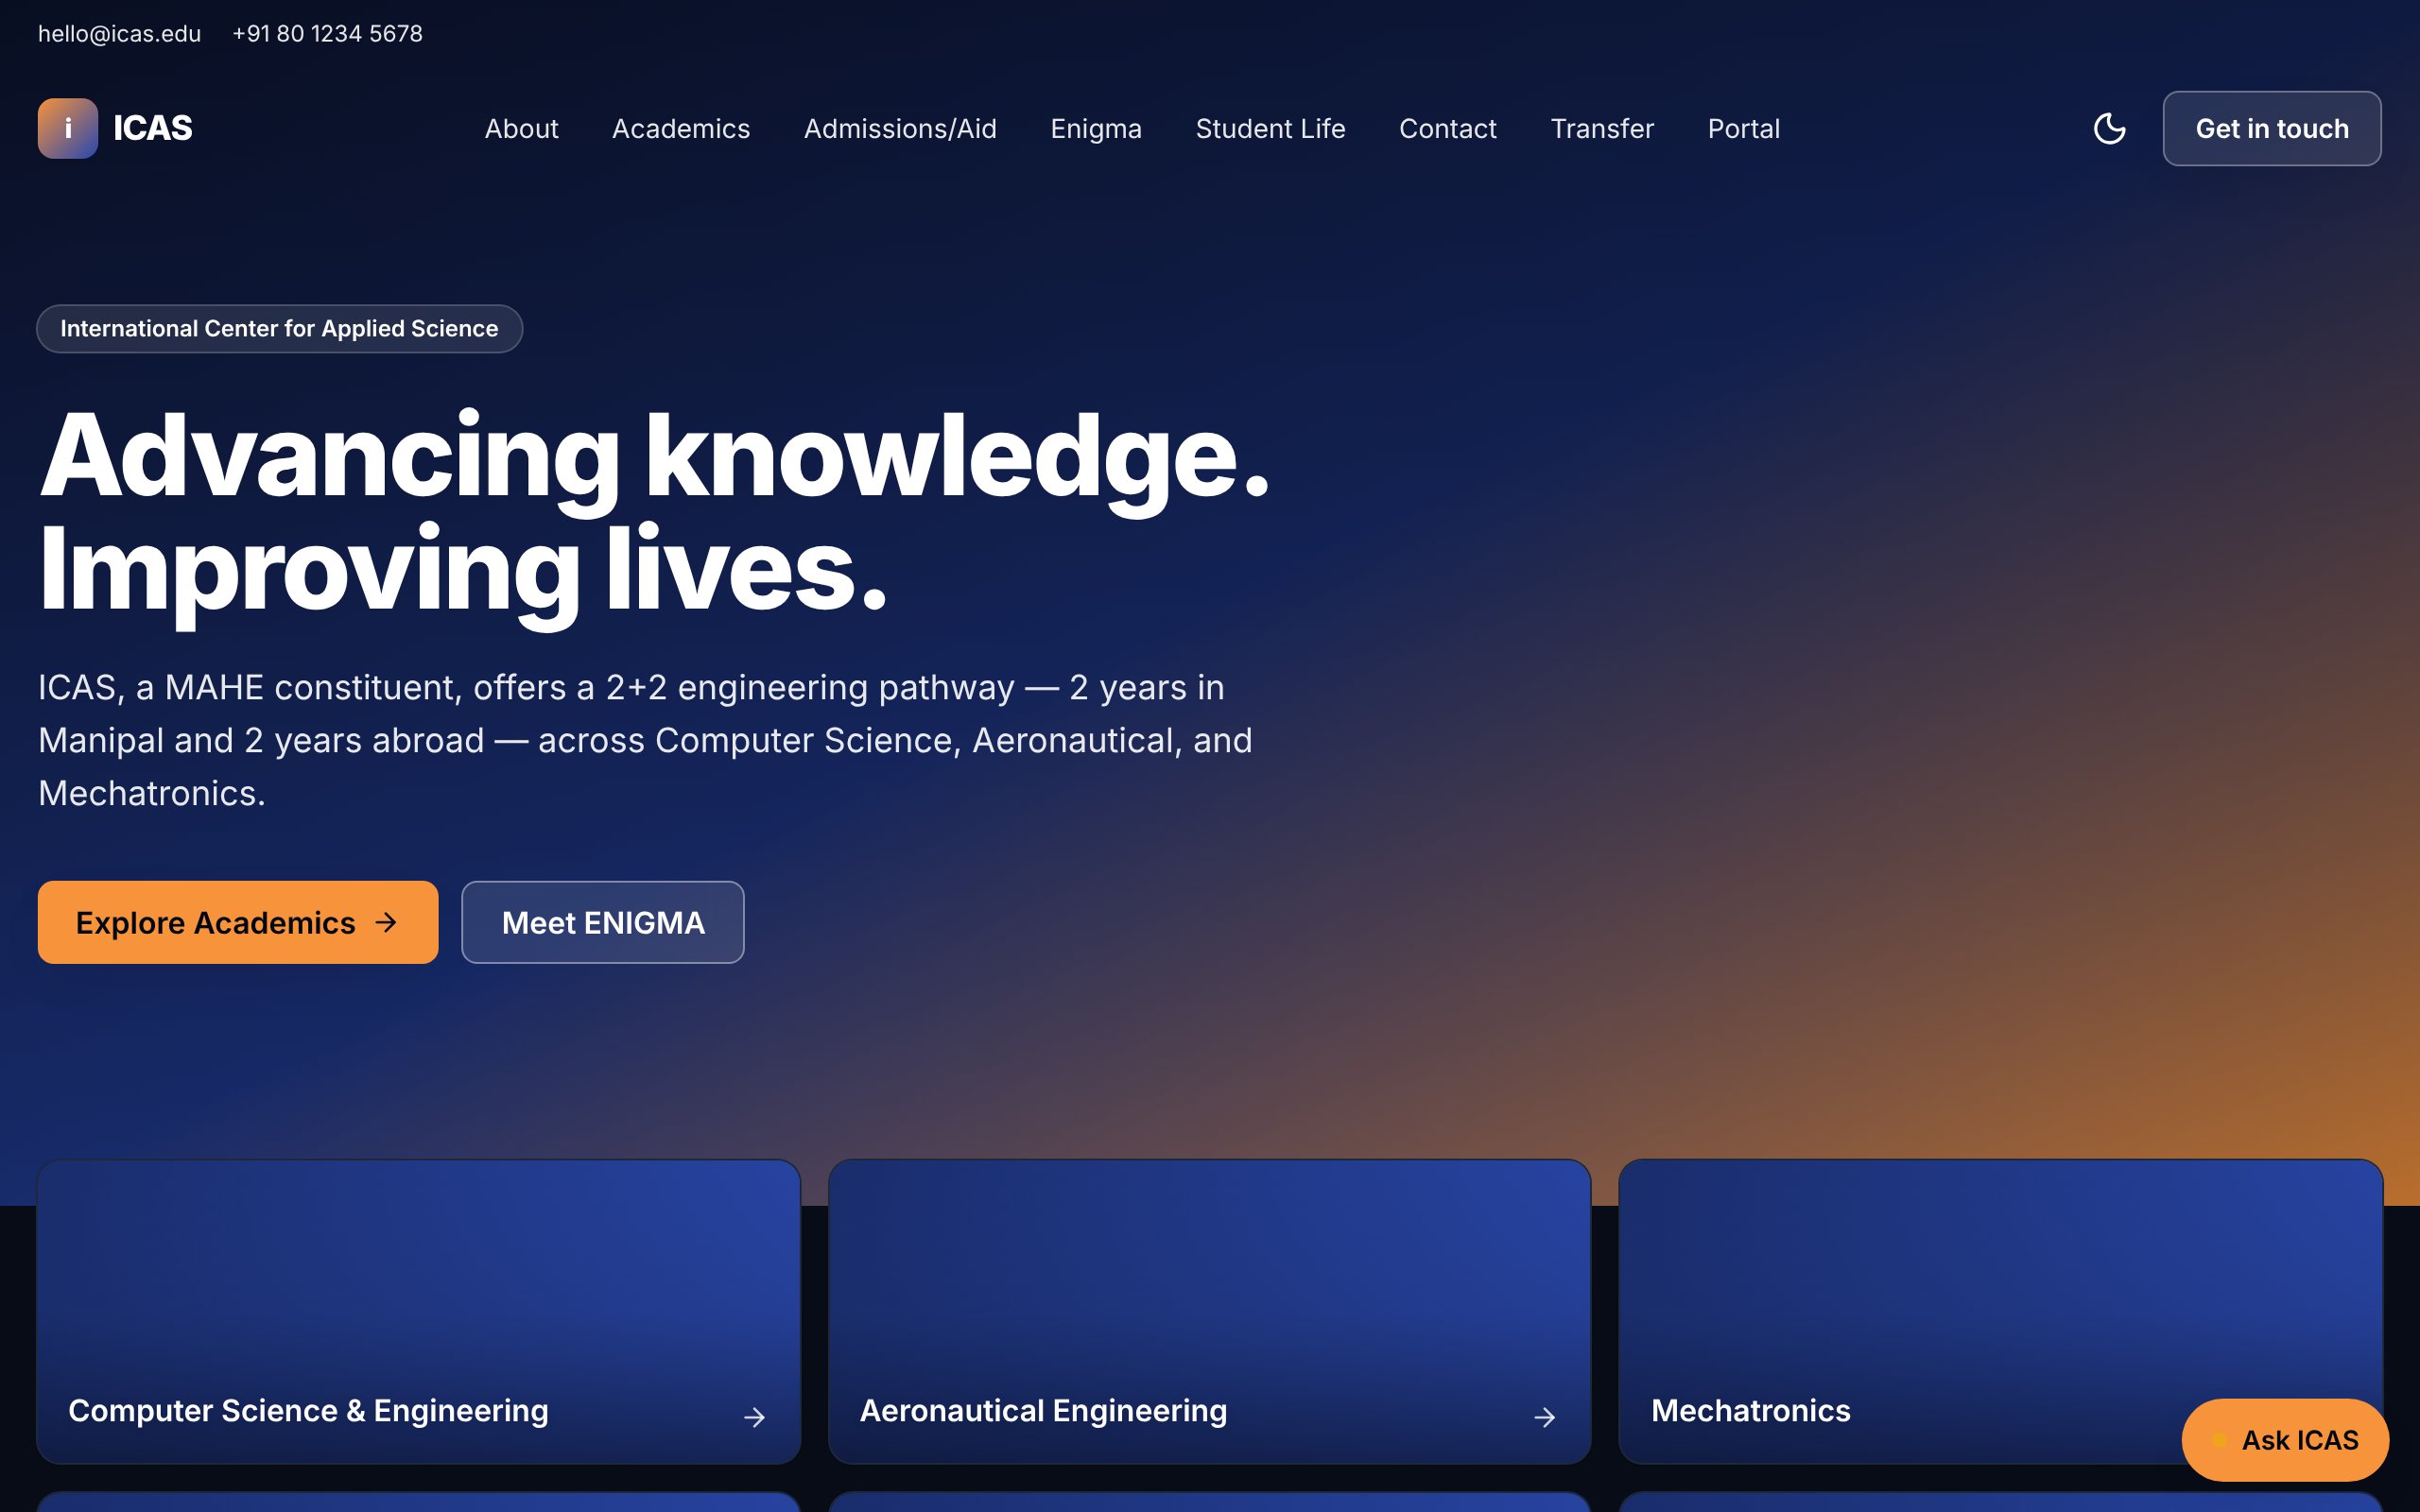 hello@icas.edu +91 80 1234 5678
i ICAS About Academics Admissions/Aid Enigma Student Life Contact Transfer Portal Get in touch
International Center for Applied Science
Advancing knowledge.
Improving lives.
ICAS, a MAHE constituent, offers a 2+2 engineering pathway — 2 years in
Manipal and 2 years abroad — across Computer Science, Aeronautical, and
Mechatronics.
Explore Academics → Meet ENIGMA
Computer Science & Engineering → Aeronautical Engineering → Mechatronics
Ask ICAS